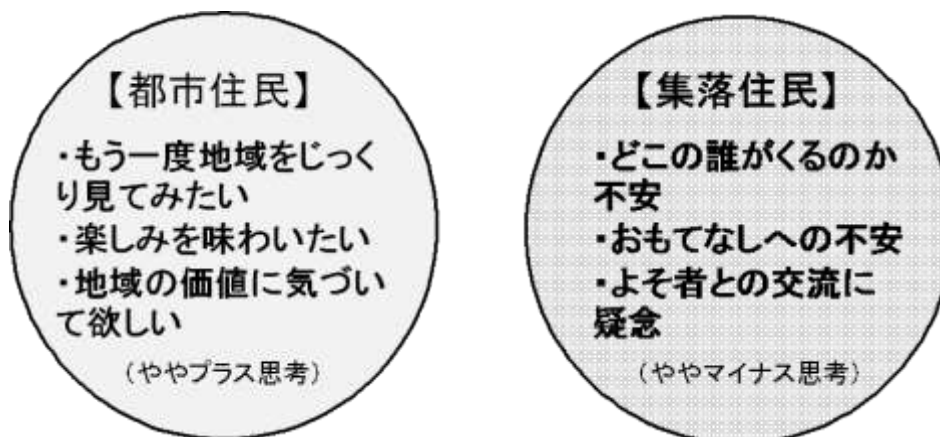 【都市住民】
・もう一度地域をじっく
り見てみたい
・楽しみを味わいたい
・地域の価値に気づい
て欲しい
（ややプラス思考）
【集落住民】
・どこの誰がくるのか
不安
・おもてなしへの不安
・よそ者との交流に
疑念
（ややマイナス思考）